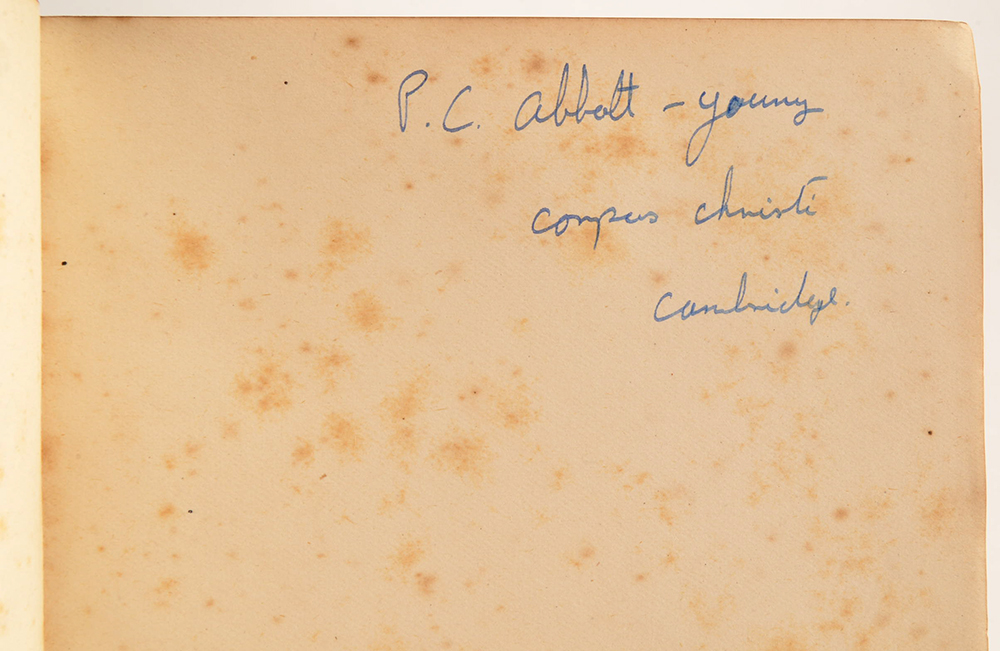 P. C. Abbott - Young
Corpus Christi
Cambridge.